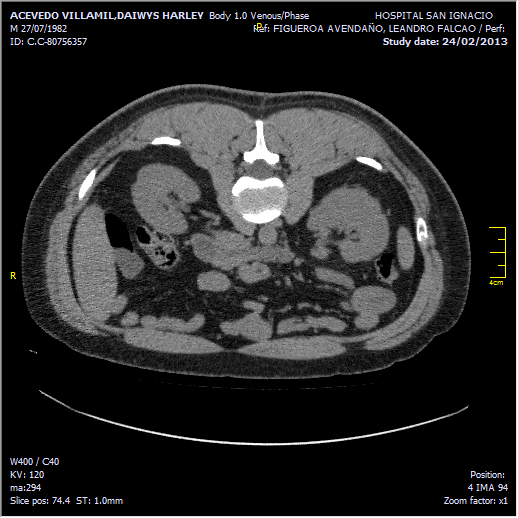 ACEVEDO VILLAMIL,DAIWYS HARLEY Body 1.0 Venous/Phase HOSPITAL SAN IGNACIO
M 27/07/1982 Ref: FIGUEROA AVENDAÑO, LEANDRO FALCAO / Perf:
ID: C.C-80756357 Study date: 24/02/2013
R
4cm
W400 / C40
KV: 120 Position:
ma:294 4 IMA 94
Slice pos: 74.4 ST: 1.0mm Zoom factor: x1